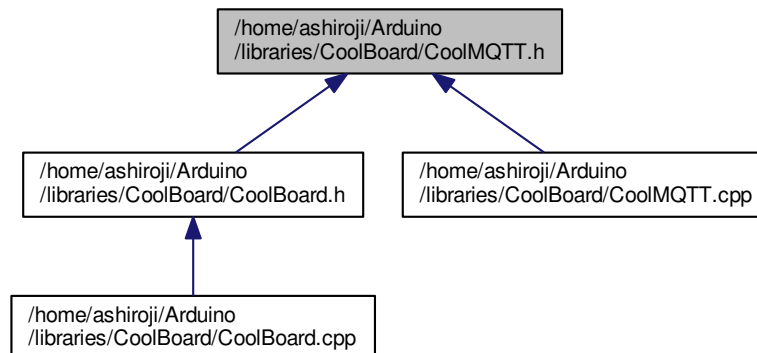 /home/ashiroji/Arduino
/libraries/CoolBoard/CoolMQTT.h
/home/ashiroji/Arduino
/libraries/CoolBoard/CoolBoard.h
/home/ashiroji/Arduino
/libraries/CoolBoard/CoolMQTT.cpp
/home/ashiroji/Arduino
/libraries/CoolBoard/CoolBoard.cpp